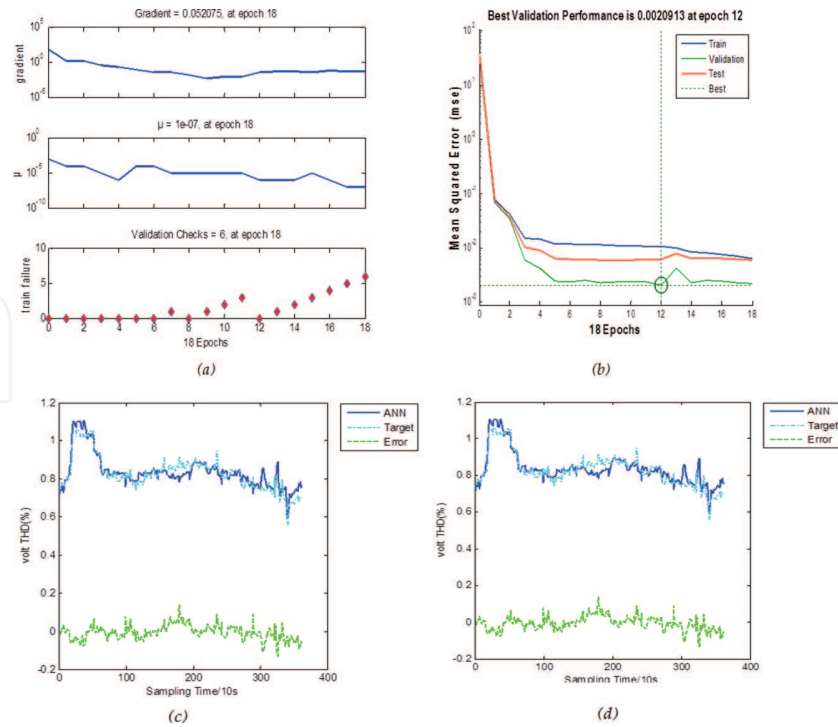 Gradient = 0.052075, at epoch 18
10^5
10^0
10^-5
gradient
μ = 1e-07, at epoch 18
10^0
10^-5
10^-10
μ
Validation Checks = 6, at epoch 18
10
5
0
train failure
0 2 4 6 8 10 12 14 16 18
18 Epochs
(a)
Best Validation Performance is 0.0020913 at epoch 12
Train
Validation
Test
Best
10^2
10^1
10^0
10^-1
10^-2
10^-3
Mean Squared Error (mse)
0 2 4 6 8 10 12 14 16 18
18 Epochs
(b)
ANN
Target
Error
1.2
1
0.8
0.6
0.4
0.2
0
-0.2
volt THD(%)
0 100 200 300 400
Sampling Time/10s
(c)
ANN
Target
Error
1.2
1
0.8
0.6
0.4
0.2
0
-0.2
volt THD(%)
0 100 200 300 400
Sampling Time/10s
(d)